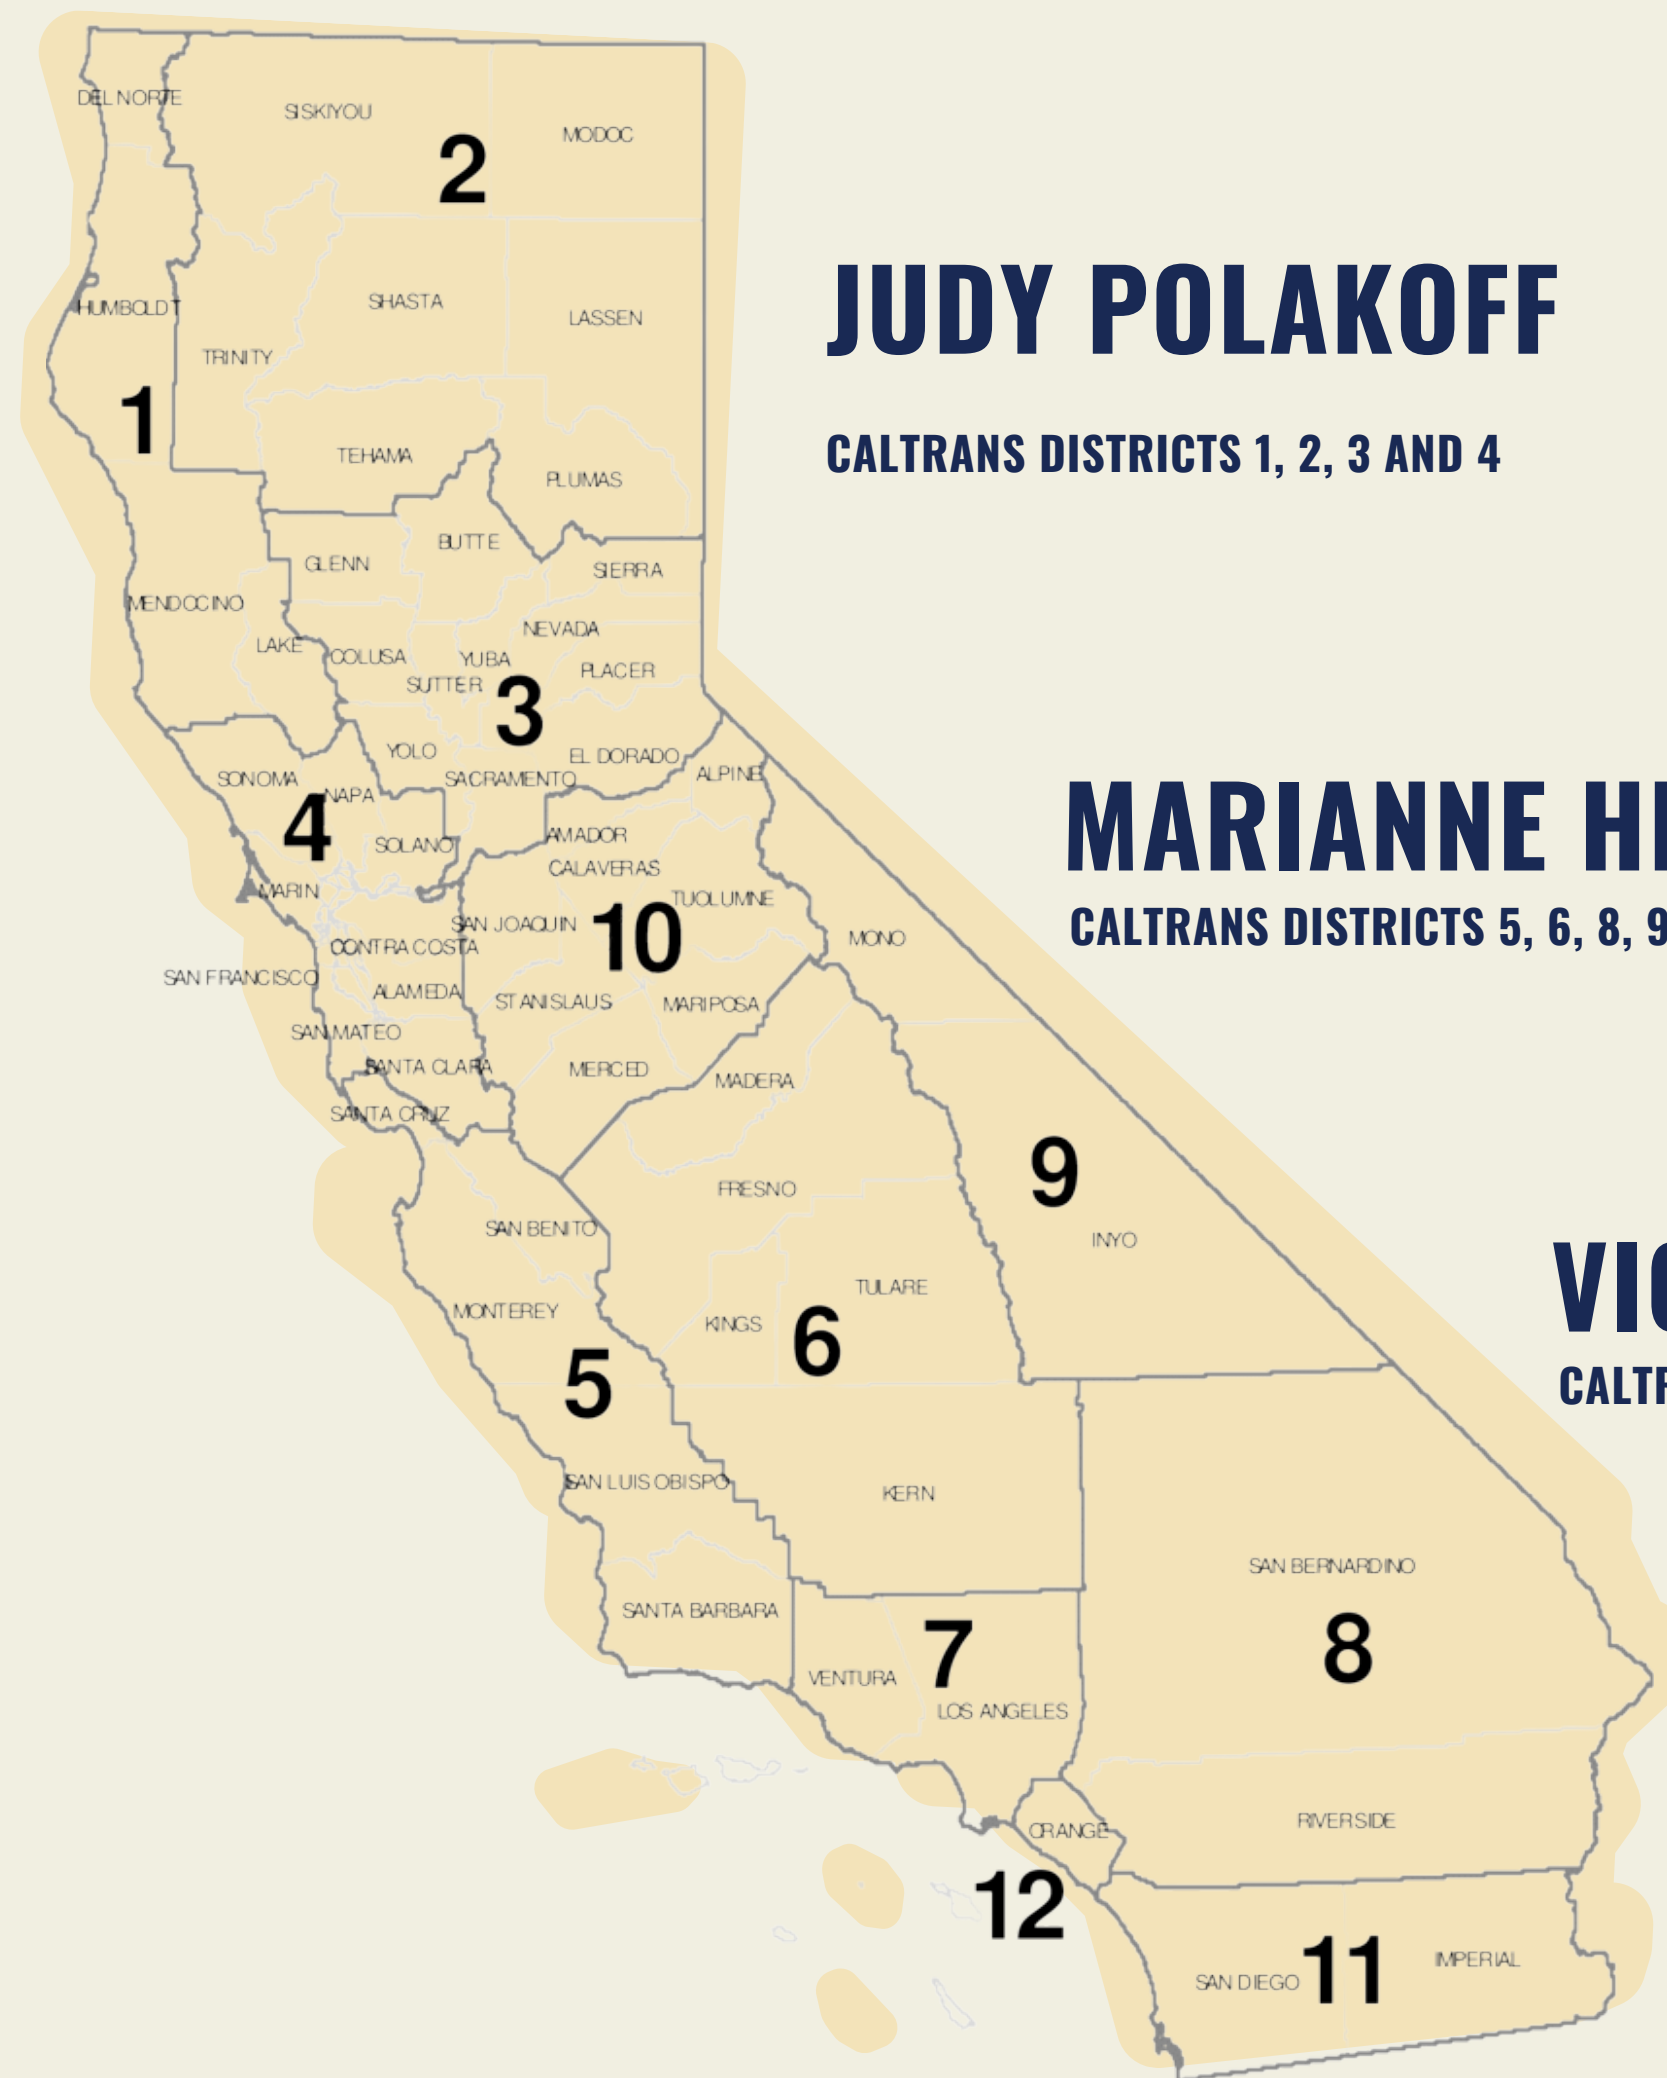 DEL NORTE
SISKIYOU
MODOC
2
HUMBOLDT
SHASTA
LASSEN
TRINITY
1
TEHAMA
PLUMAS
JUDY POLAKOFF
CALTRANS DISTRICTS 1, 2, 3 AND 4
BUTTE
GLENN
SIERRA
MENDOCINO
NEVADA
LAKE
COLUSA
YUBA
PLACER
SUTTER
3
YOLO
EL DORADO
SONOMA
SACRAMENTO
ALPINE
NAPA
4
AMADOR
SOLANO
CALAVERAS
MARIN
TUOLUMNE
SAN JOAQUIN
10
MONO
CONTRA COSTA
SAN FRANCISCO
ALAMEDA
STANISLAUS
MARIPOSA
SAN MATEO
SANTA CLARA
MERCED
MADERA
SANTA CRUZ
MARIANNE
CALTRANS DISTRICTS 5, 6, 8, 9
9
FRESNO
SAN BENITO
INYO
TULARE
MONTEREY
KINGS
6
5
SAN LUIS OBISPO
KERN
SAN BERNARDINO
SANTA BARBARA
7
8
VENTURA
LOS ANGELES
RIVERSIDE
ORANGE
12
IMPERIAL
SAN DIEGO
11